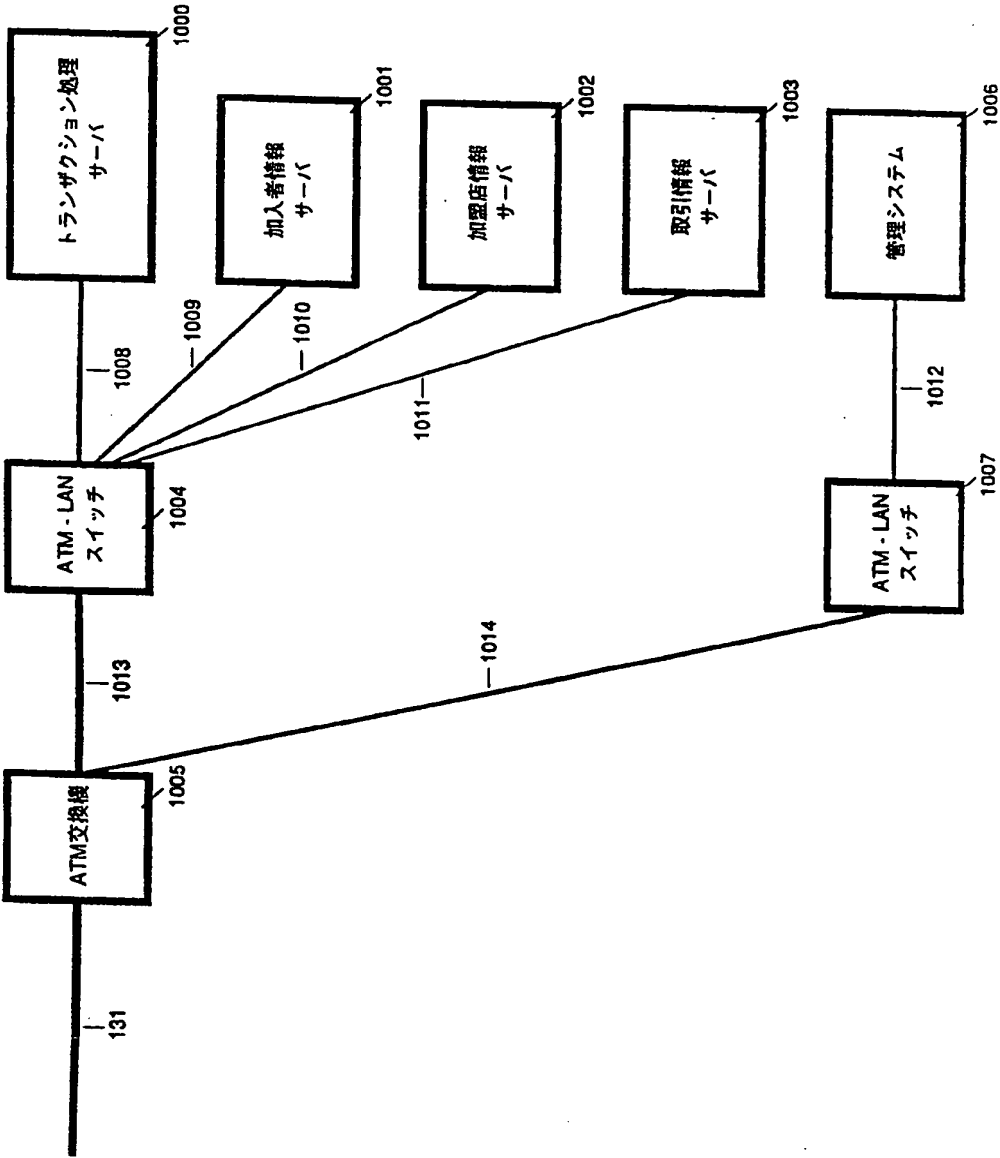 トランザクション処理
サーバ
1000
加入者情報
サーバ
1001
加盟店情報
サーバ
1002
取引情報
サーバ
1003
管理システム
1006
1008
1009
1010
1011
1012
ATM - LAN
スイッチ
1004
ATM - LAN
スイッチ
1007
1013
1014
ATM交換機
1005
131